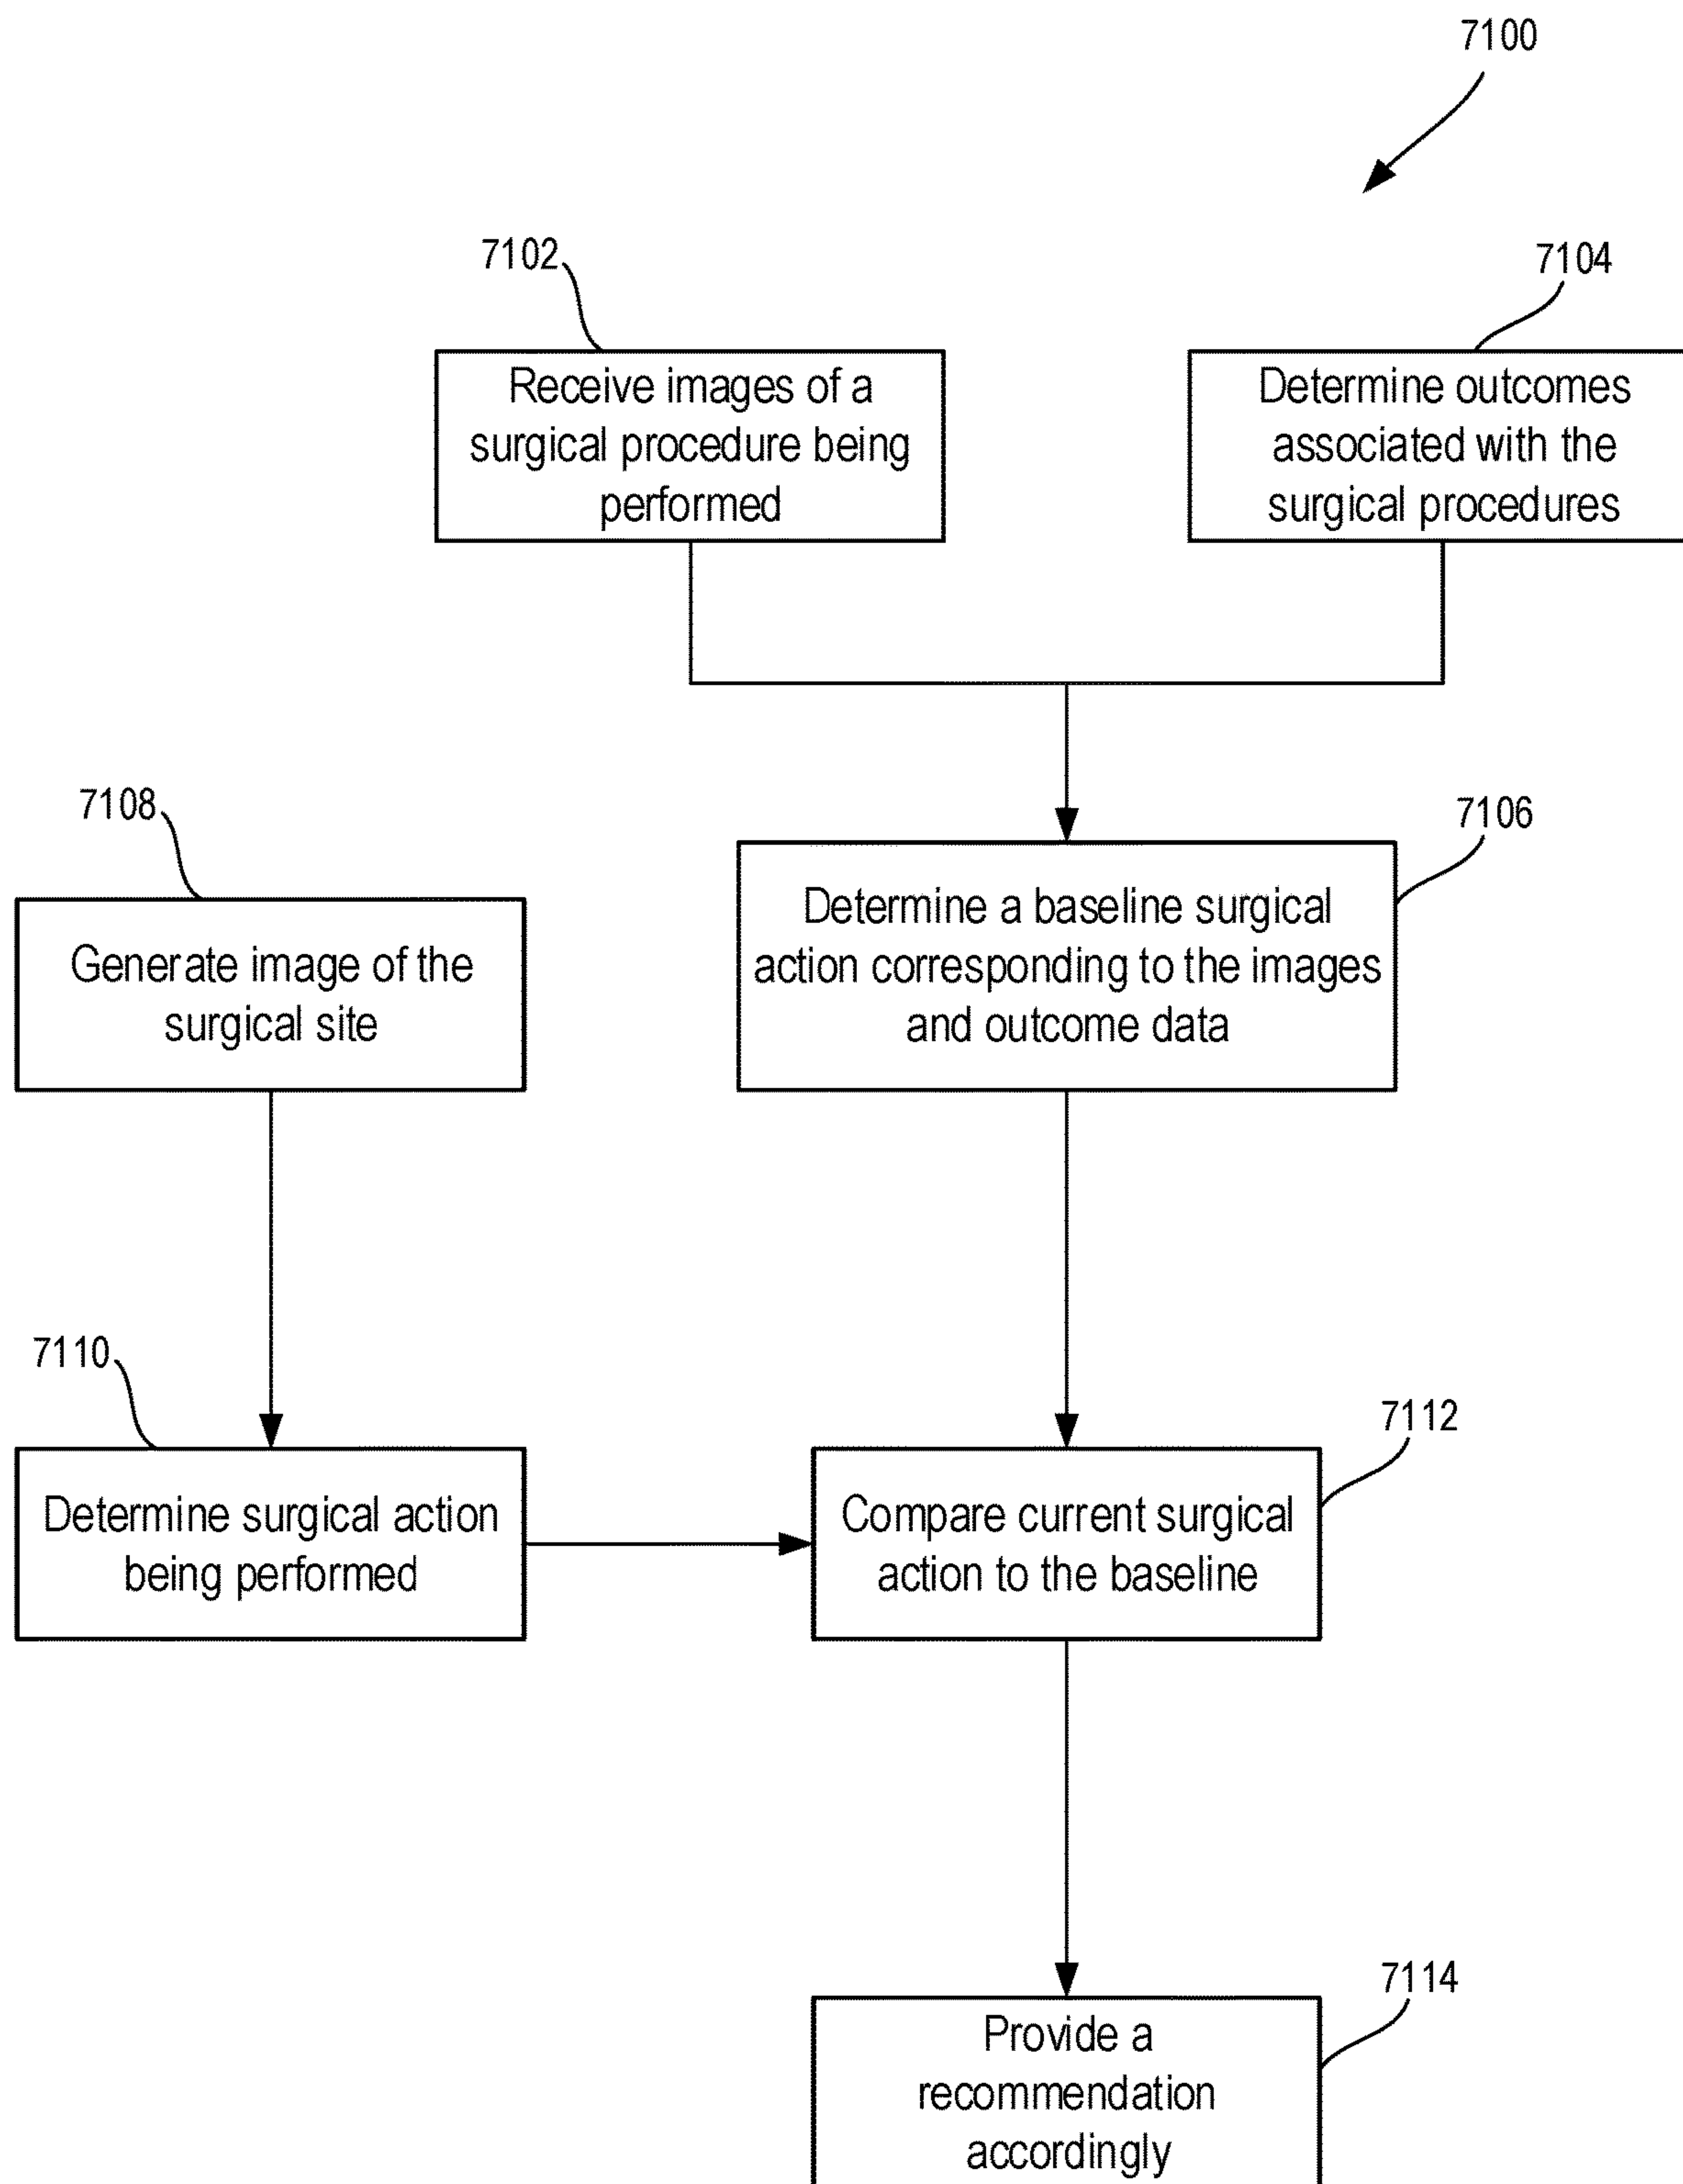 7100
7102
Receive images of a
surgical procedure being
performed
7104
Determine outcomes
associated with the
surgical procedures
7106
Determine a baseline surgical
action corresponding to the images
and outcome data
7108
Generate image of the
surgical site
7110
Determine surgical action
being performed
7112
Compare current surgical
action to the baseline
7114
Provide a
recommendation
accordingly